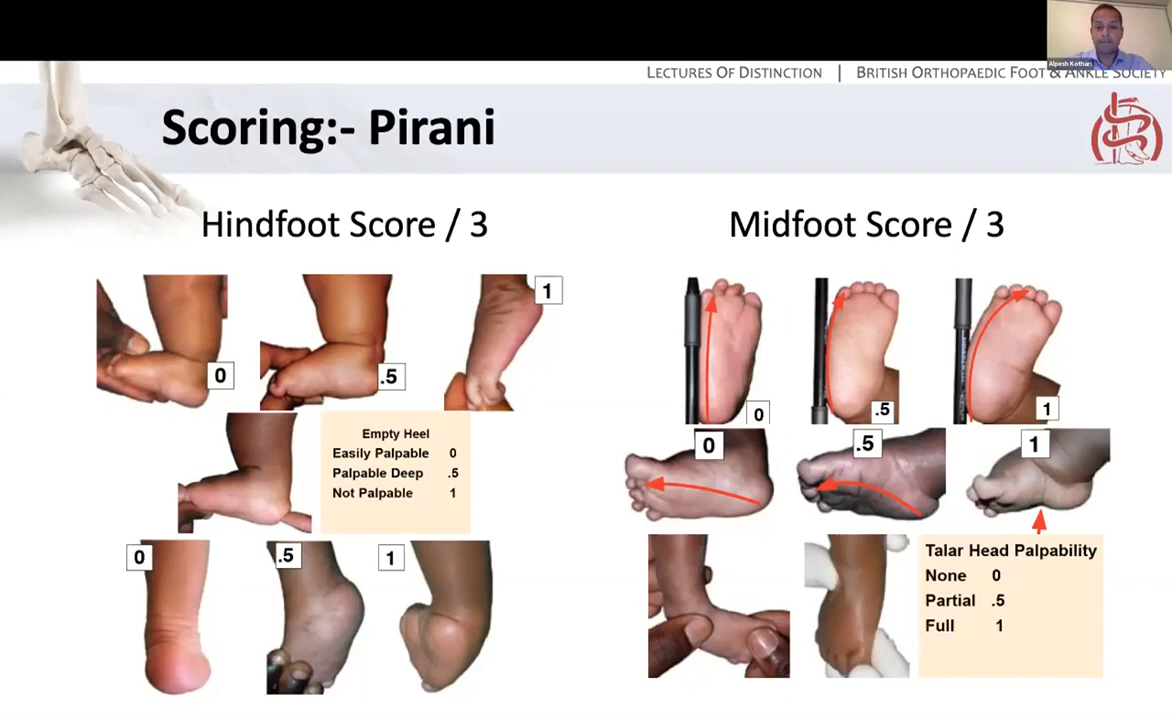 Alpesh Kothari
LECTURES OF DISTINCTION | BRITISH ORTHOPAEDIC FOOT & ANKLE SOCIETY
Scoring:- Pirani
Hindfoot Score / 3
0
.5
1
Empty Heel
Easily Palpable 0
Palpable Deep .5
Not Palpable 1
0
.5
1
Midfoot Score / 3
0
.5
1
0
.5
1
Talar Head Palpability
None 0
Partial .5
Full 1